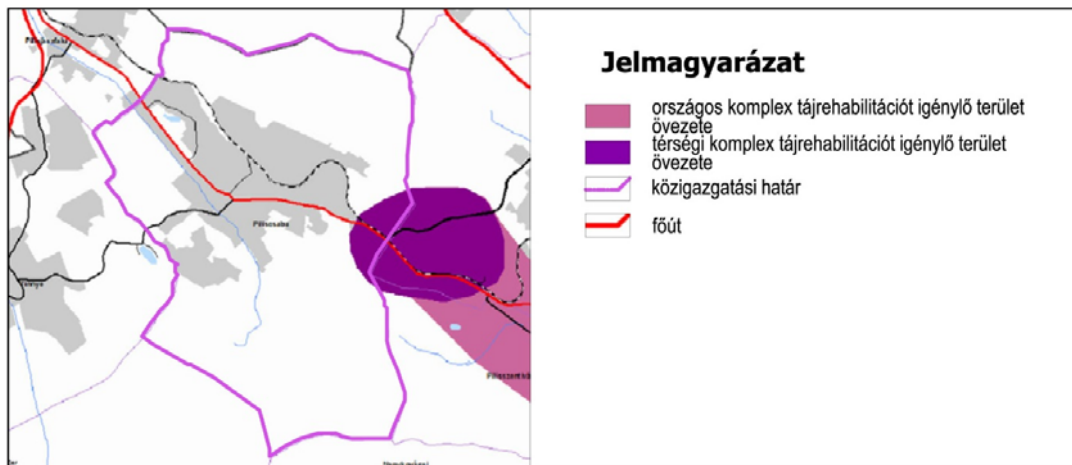 Jelmagyarázat
országos komplex tájrehabilitációt igénylő terület
övezete
térségi komplex tájrehabilitációt igénylő terület
övezete
közigazgatási határ
főút
Piliscsaba